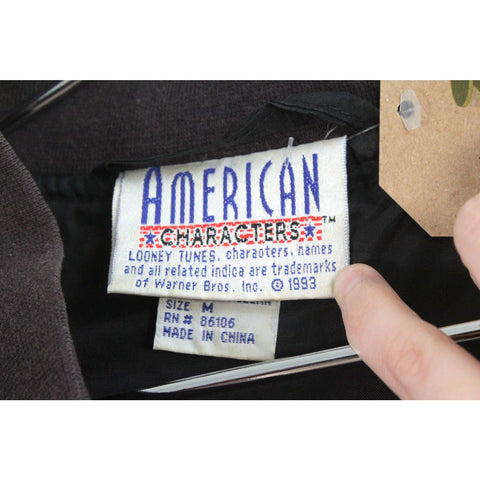 AMERICAN
CHARACTERS™
LOONEY TUNES, characters, names
and all related indica are trademarks
of Warner Bros. Inc. © 1993
SIZE M
RN# 86106
MADE IN CHINA